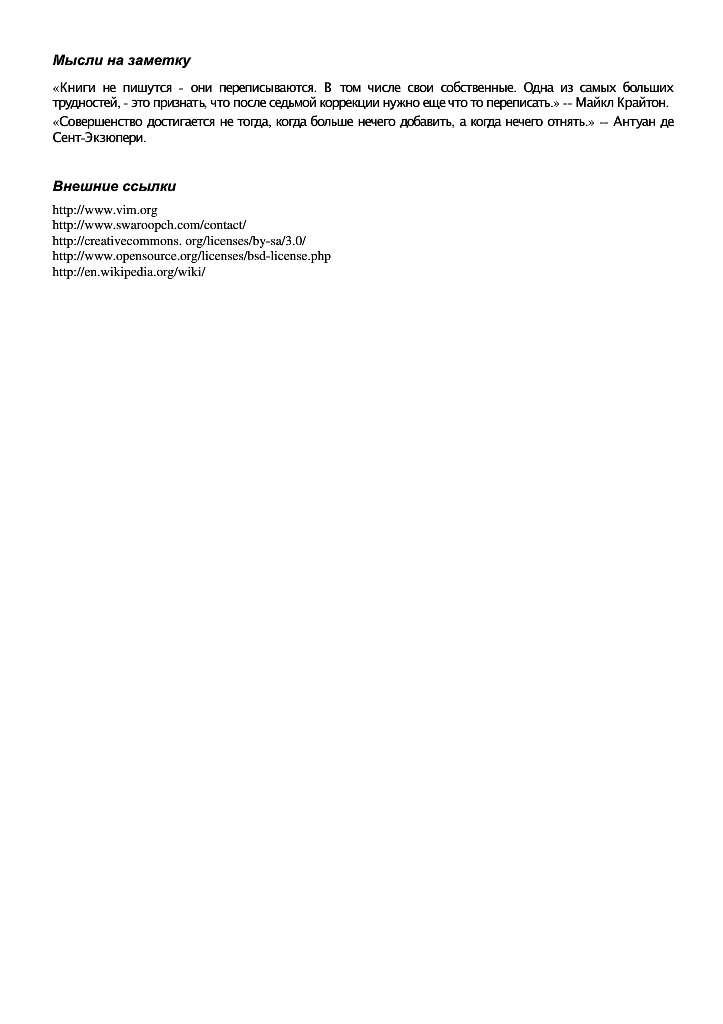 Мысли на заметку
«Книги не пишутся - они переписываются. В том числе свои собственные. Одна из самых больших
трудностей, - это признать, что после седьмой коррекции нужно еще что то переписать.» -- Майкл Крайтон.
«Совершенство достигается не тогда, когда больше нечего добавить, а когда нечего отнять.» -- Антуан де
Сент-Экзюпери.
Внешние ссылки
http://www.vim.org
http://www.swaroopch.com/contact/
http://creativecommons. org/licenses/by-sa/3.0/
http://www.opensource.org/licenses/bsd-license.php
http://en.wikipedia.org/wiki/